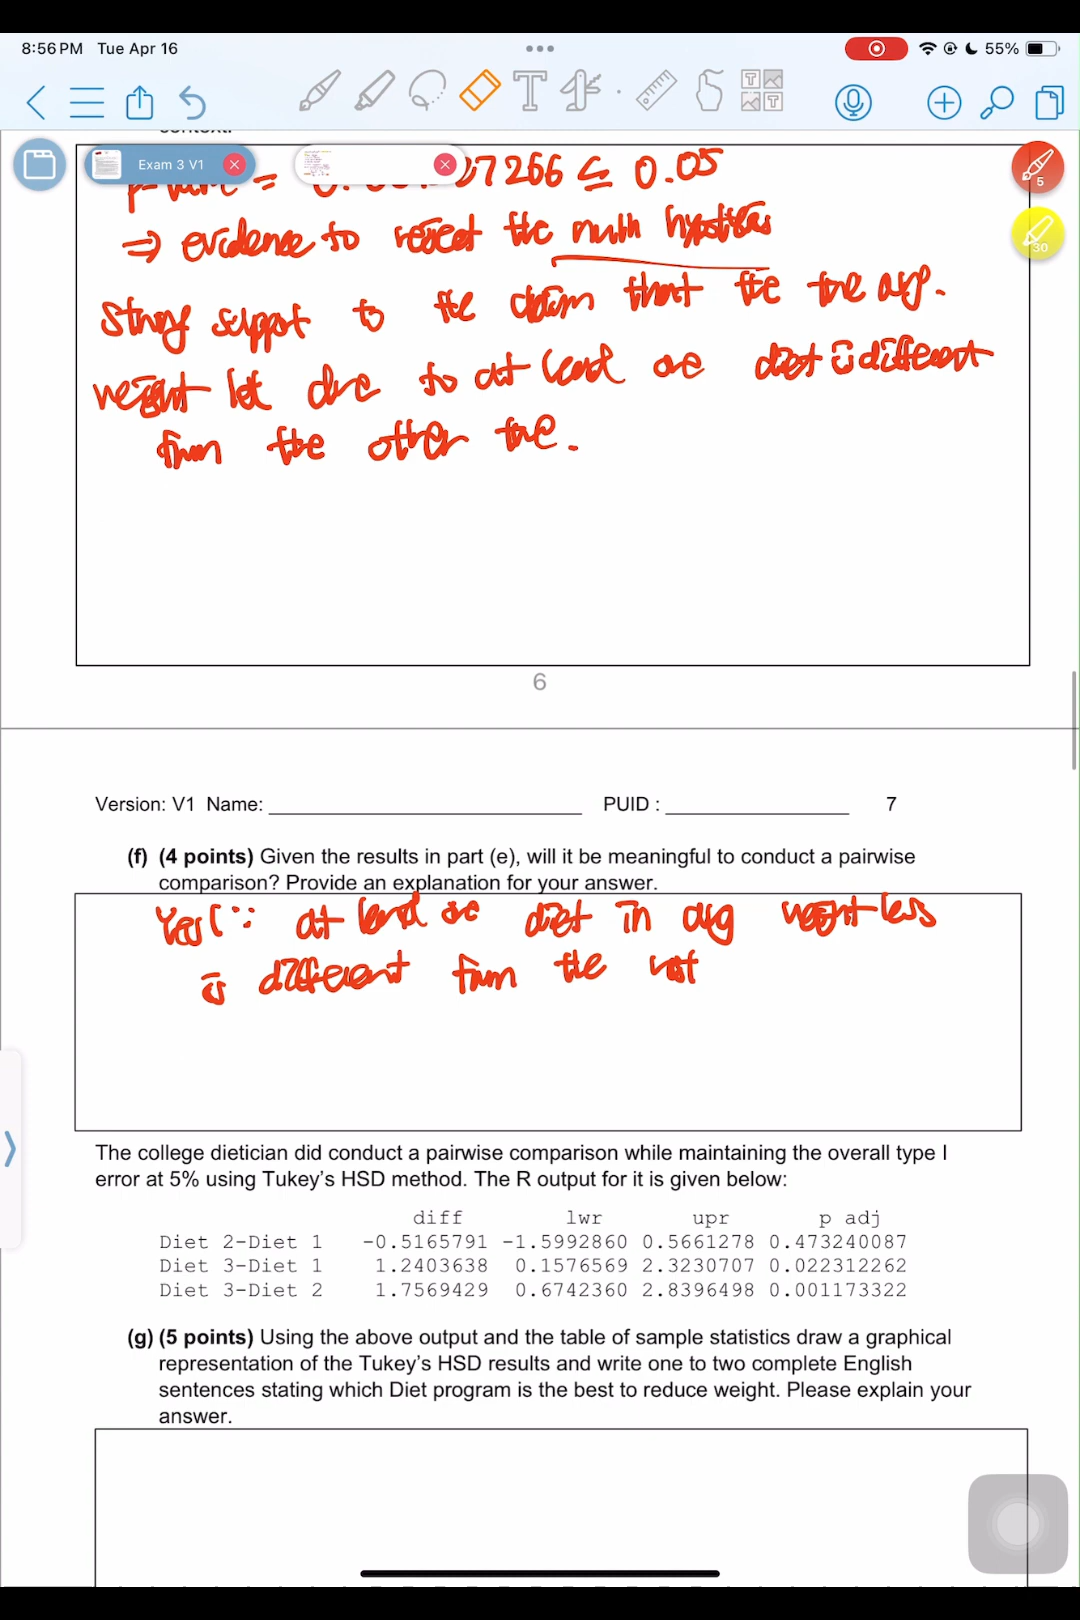 8:56 PM Tue Apr 16
55%
Exam 3 V1
5
7266 ≤ 0.05
⇒ evidence to reject the null hypothesis
30
Strong support to the claim that the true avg.
weight lost due to at least one diet is different
from the other true.
6
Version: V1 Name: PUID : 7
(f) (4 points) Given the results in part (e), will it be meaningful to conduct a pairwise
comparison? Provide an explanation for your answer.
Yes! ∵ at least one diet in avg weight loss
is different from the rest
The college dietician did conduct a pairwise comparison while maintaining the overall type I
error at 5% using Tukey's HSD method. The R output for it is given below:
diff lwr upr p adj
Diet 2-Diet 1 -0.5165791 -1.5992860 0.5661278 0.473240087
Diet 3-Diet 1 1.2403638 0.1576569 2.3230707 0.022312262
Diet 3-Diet 2 1.7569429 0.6742360 2.8396498 0.001173322
(g) (5 points) Using the above output and the table of sample statistics draw a graphical
representation of the Tukey's HSD results and write one to two complete English
sentences stating which Diet program is the best to reduce weight. Please explain your
answer.